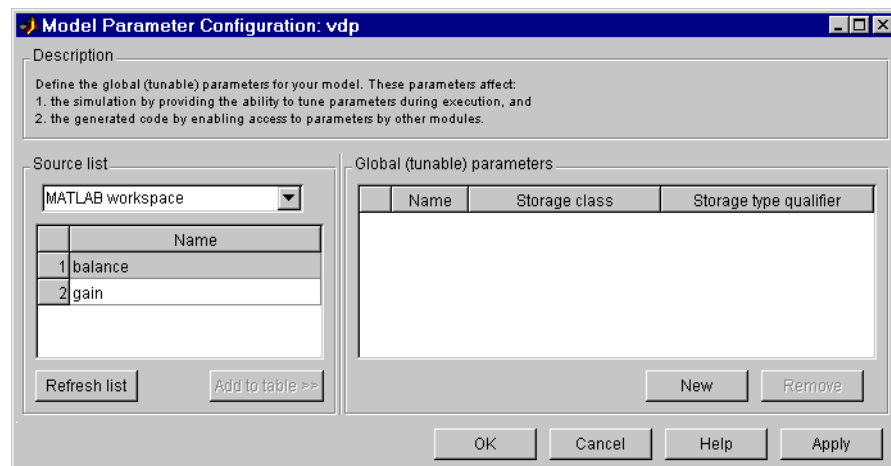 Model Parameter Configuration: vdp
Description
Define the global (tunable) parameters for your model. These parameters affect:
1. the simulation by providing the ability to tune parameters during execution, and
2. the generated code by enabling access to parameters by other modules.
Source list
MATLAB workspace
Name
1 balance
2 gain
Refresh list
Add to table >>
Global (tunable) parameters
Name Storage class Storage type qualifier
New
Remove
OK
Cancel
Help
Apply